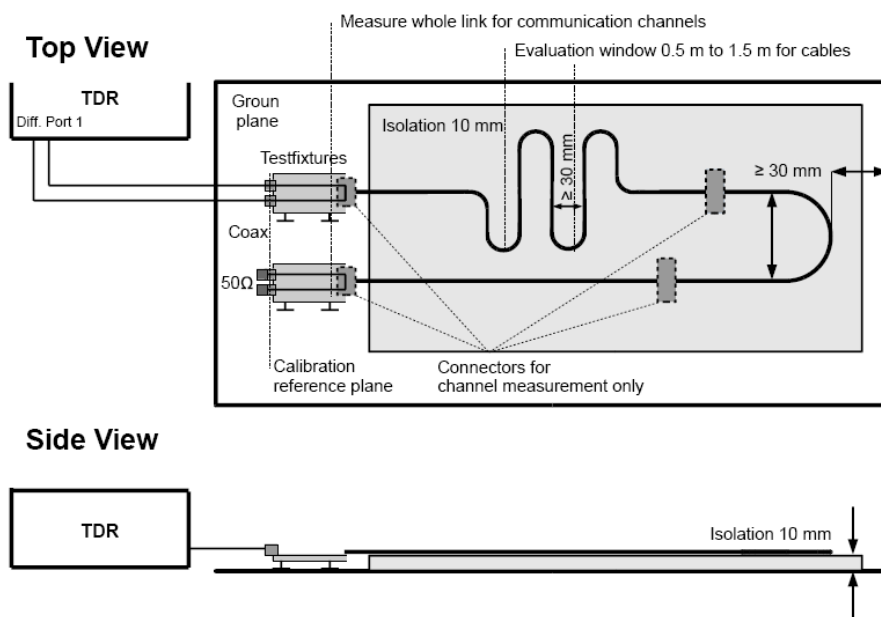 Measure whole link for communication channels
Top View
Evaluation window 0.5 m to 1.5 m for cables
TDR
Diff. Port 1
Groun
plane
Isolation 10 mm
Testfixtures
≥ 30 mm
≥ 30 mm
Coax
50Ω
Calibration
reference plane
Connectors for
channel measurement only
Side View
TDR
Isolation 10 mm